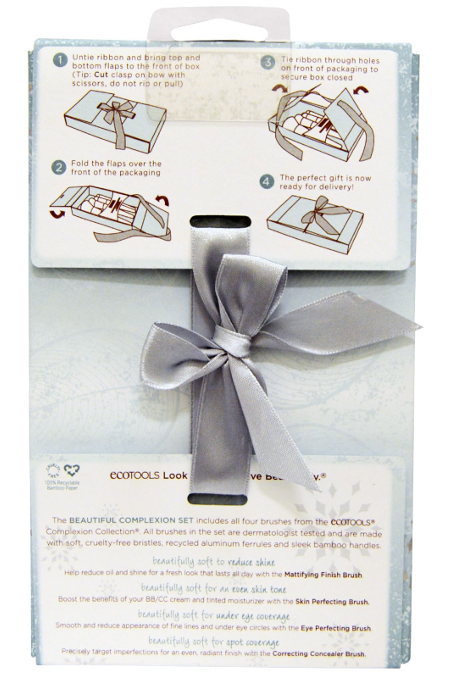 1 Untie ribbon and bring top and
bottom flaps to the front of box
(Tip: Cut clasp on bow with
scissors, do not rip or pull)
2 Fold the flaps over the
front of the packaging
3 Tie ribbon through holes
on front of packaging to
secure box closed
4 The perfect gift is now
ready for delivery!
100% Recyclable
Bamboo Paper
ecoTOOLS Look
The BEAUTIFUL COMPLEXION SET includes all four brushes from the ecoTOOLS®
Complexion Collection®. All brushes in the set are dermatologist tested and are made
with soft, cruelty-free bristles, recycled aluminum ferrules and sleek bamboo handles.
beautifully soft to reduce shine
Help reduce oil and shine for a fresh look that lasts all day with the Mattifying Finish Brush
beautifully soft for an even skin tone
Boost the benefits of your BB/CC cream and tinted moisturizer with the Skin Perfecting Brush.
beautifully soft for under eye coverage
Smooth and reduce appearance of fine lines and under eye circles with the Eye Perfecting Brush
beautifully soft for spot coverage
Precisely target imperfections for an even, radiant finish with the Correcting Concealer Brush.